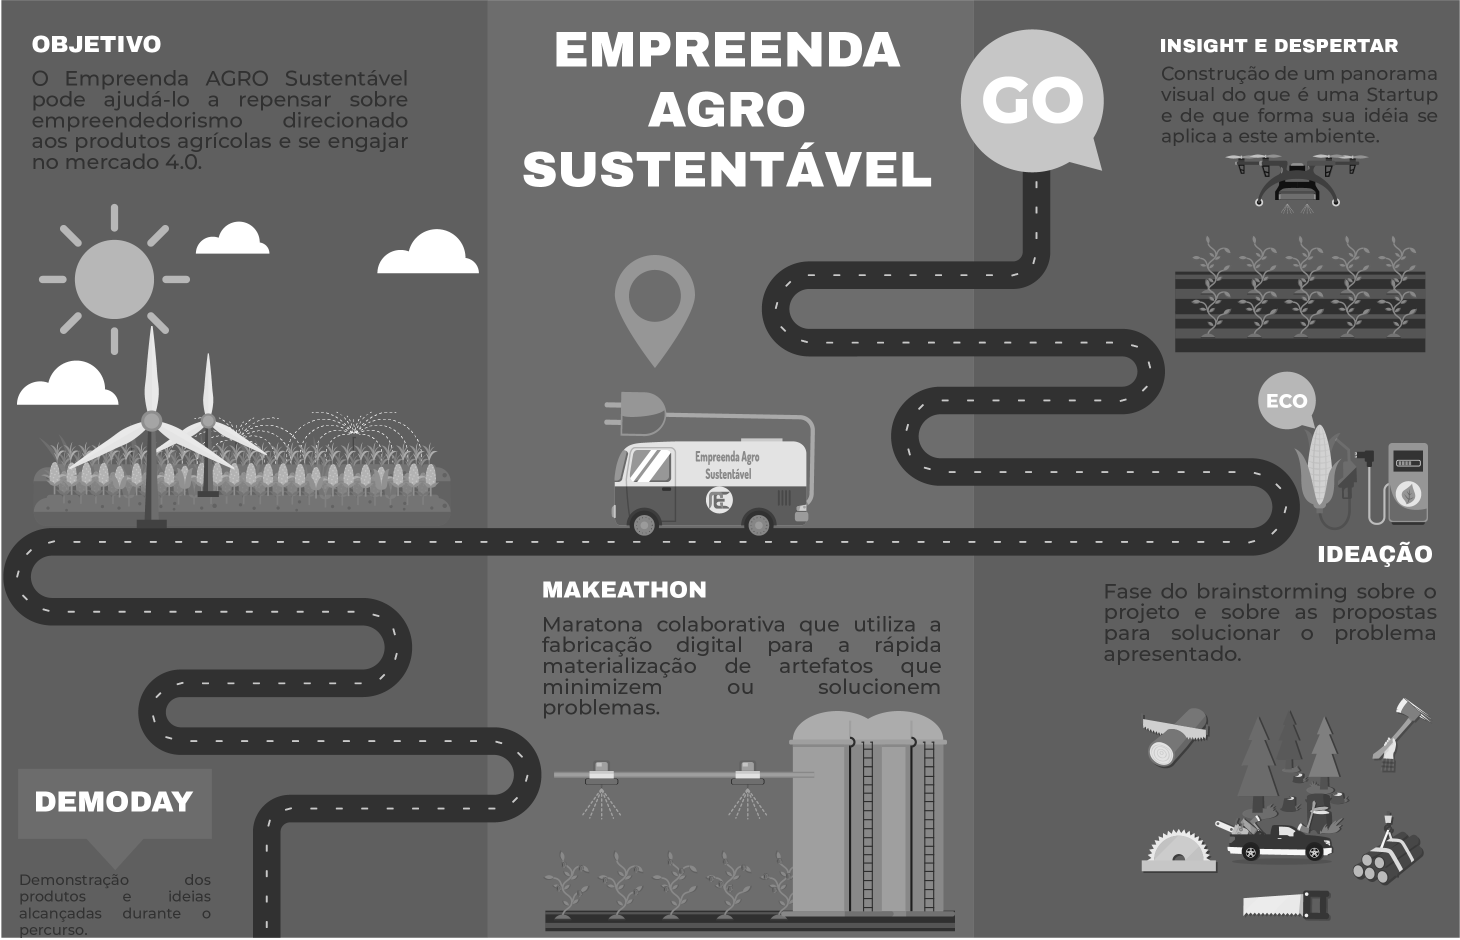 OBJETIVO
O Empreenda AGRO Sustentável
pode ajudá-lo a repensar sobre
empreendedorismo direcionado
aos produtos agrícolas e se engajar
no mercado 4.0.
EMPREENDA
AGRO
SUSTENTÁVEL
GO
INSIGHT E DESPERTAR
Construção de um panorama
visual do que é uma Startup
e de que forma sua idéia se
aplica a este ambiente.
ECO
Empreenda Agro
Sustentável
IDEAÇÃO
Fase do brainstorming sobre o
projeto e sobre as propostas
para solucionar o problema
apresentado.
MAKEATHON
Maratona colaborativa que utiliza a
fabricação digital para a rápida
materialização de artefatos que
minimizem ou solucionem
problemas.
DEMODAY
Demonstração dos
produtos e ideias
alcançadas durante o
percurso.